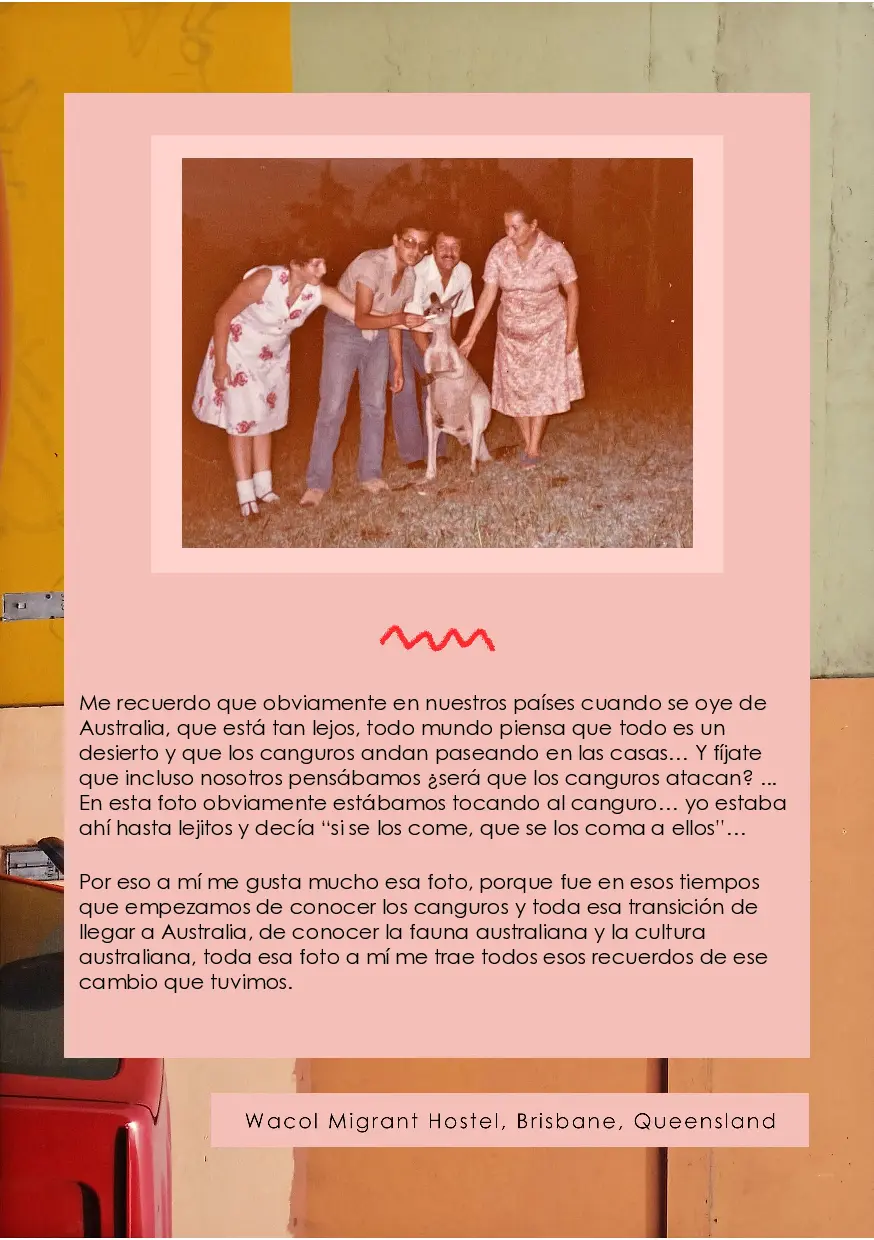 Me recuerdo que obviamente en nuestros países cuando se oye de
Australia, que está tan lejos, todo mundo piensa que todo es un
desierto y que los canguros andan paseando en las casas… Y fíjate
que incluso nosotros pensábamos ¿será que los canguros atacan? ...
En esta foto obviamente estábamos tocando al canguro… yo estaba
ahí hasta lejitos y decía “si se los come, que se los coma a ellos”…
Por eso a mí me gusta mucho esa foto, porque fue en esos tiempos
que empezamos de conocer los canguros y toda esa transición de
llegar a Australia, de conocer la fauna australiana y la cultura
australiana, toda esa foto a mí me trae todos esos recuerdos de ese
cambio que tuvimos.
Wacol Migrant Hostel, Brisbane, Queensland